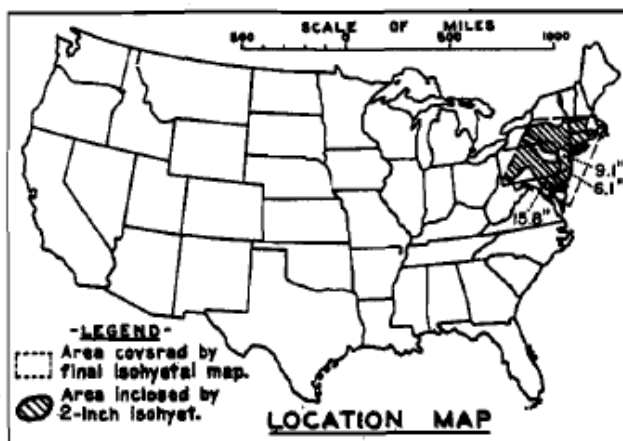 SCALE OF MILES
500 0 500 1000
9.1"
6.1"
15.8"
-LEGEND-
Area covered by
final isohyetal map.
Area inclosed by
2-inch isohyet.
LOCATION MAP